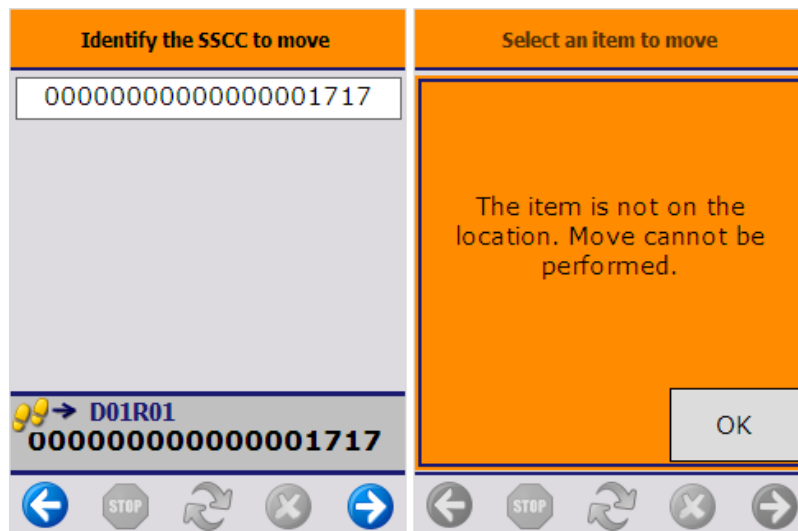 Identify the SSCC to move
00000000000000001717
D01R01
000000000000001717
STOP
Select an item to move
The item is not on the
location. Move cannot be
performed.
OK
STOP